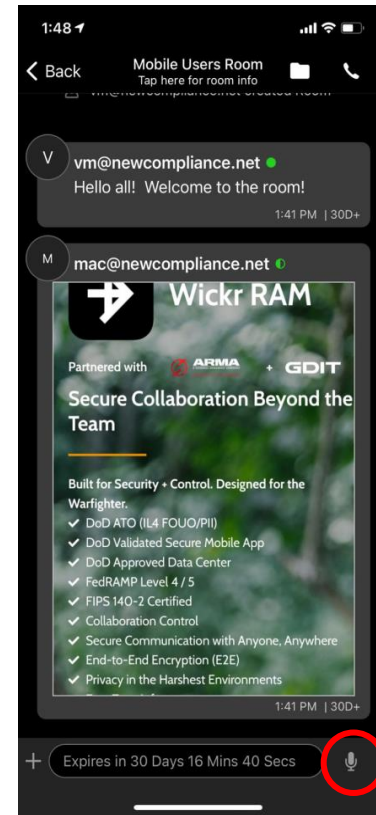 1:48
Back
Mobile Users Room
Tap here for room info
vm@newcompliance.net created Room
V
vm@newcompliance.net
Hello all! Welcome to the room!
1:41 PM | 30D+
M
mac@newcompliance.net
Wickr RAM
Partnered with ARMA + GDIT
Secure Collaboration Beyond the
Team
Built for Security + Control. Designed for the
Warfighter.
DoD ATO (IL4 FOUO/PII)
DoD Validated Secure Mobile App
DoD Approved Data Center
FedRAMP Level 4 / 5
FIPS 140-2 Certified
Collaboration Control
Secure Communication with Anyone, Anywhere
End-to-End Encryption (E2E)
Privacy in the Harshest Environments
1:41 PM | 30D+
Expires in 30 Days 16 Mins 40 Secs